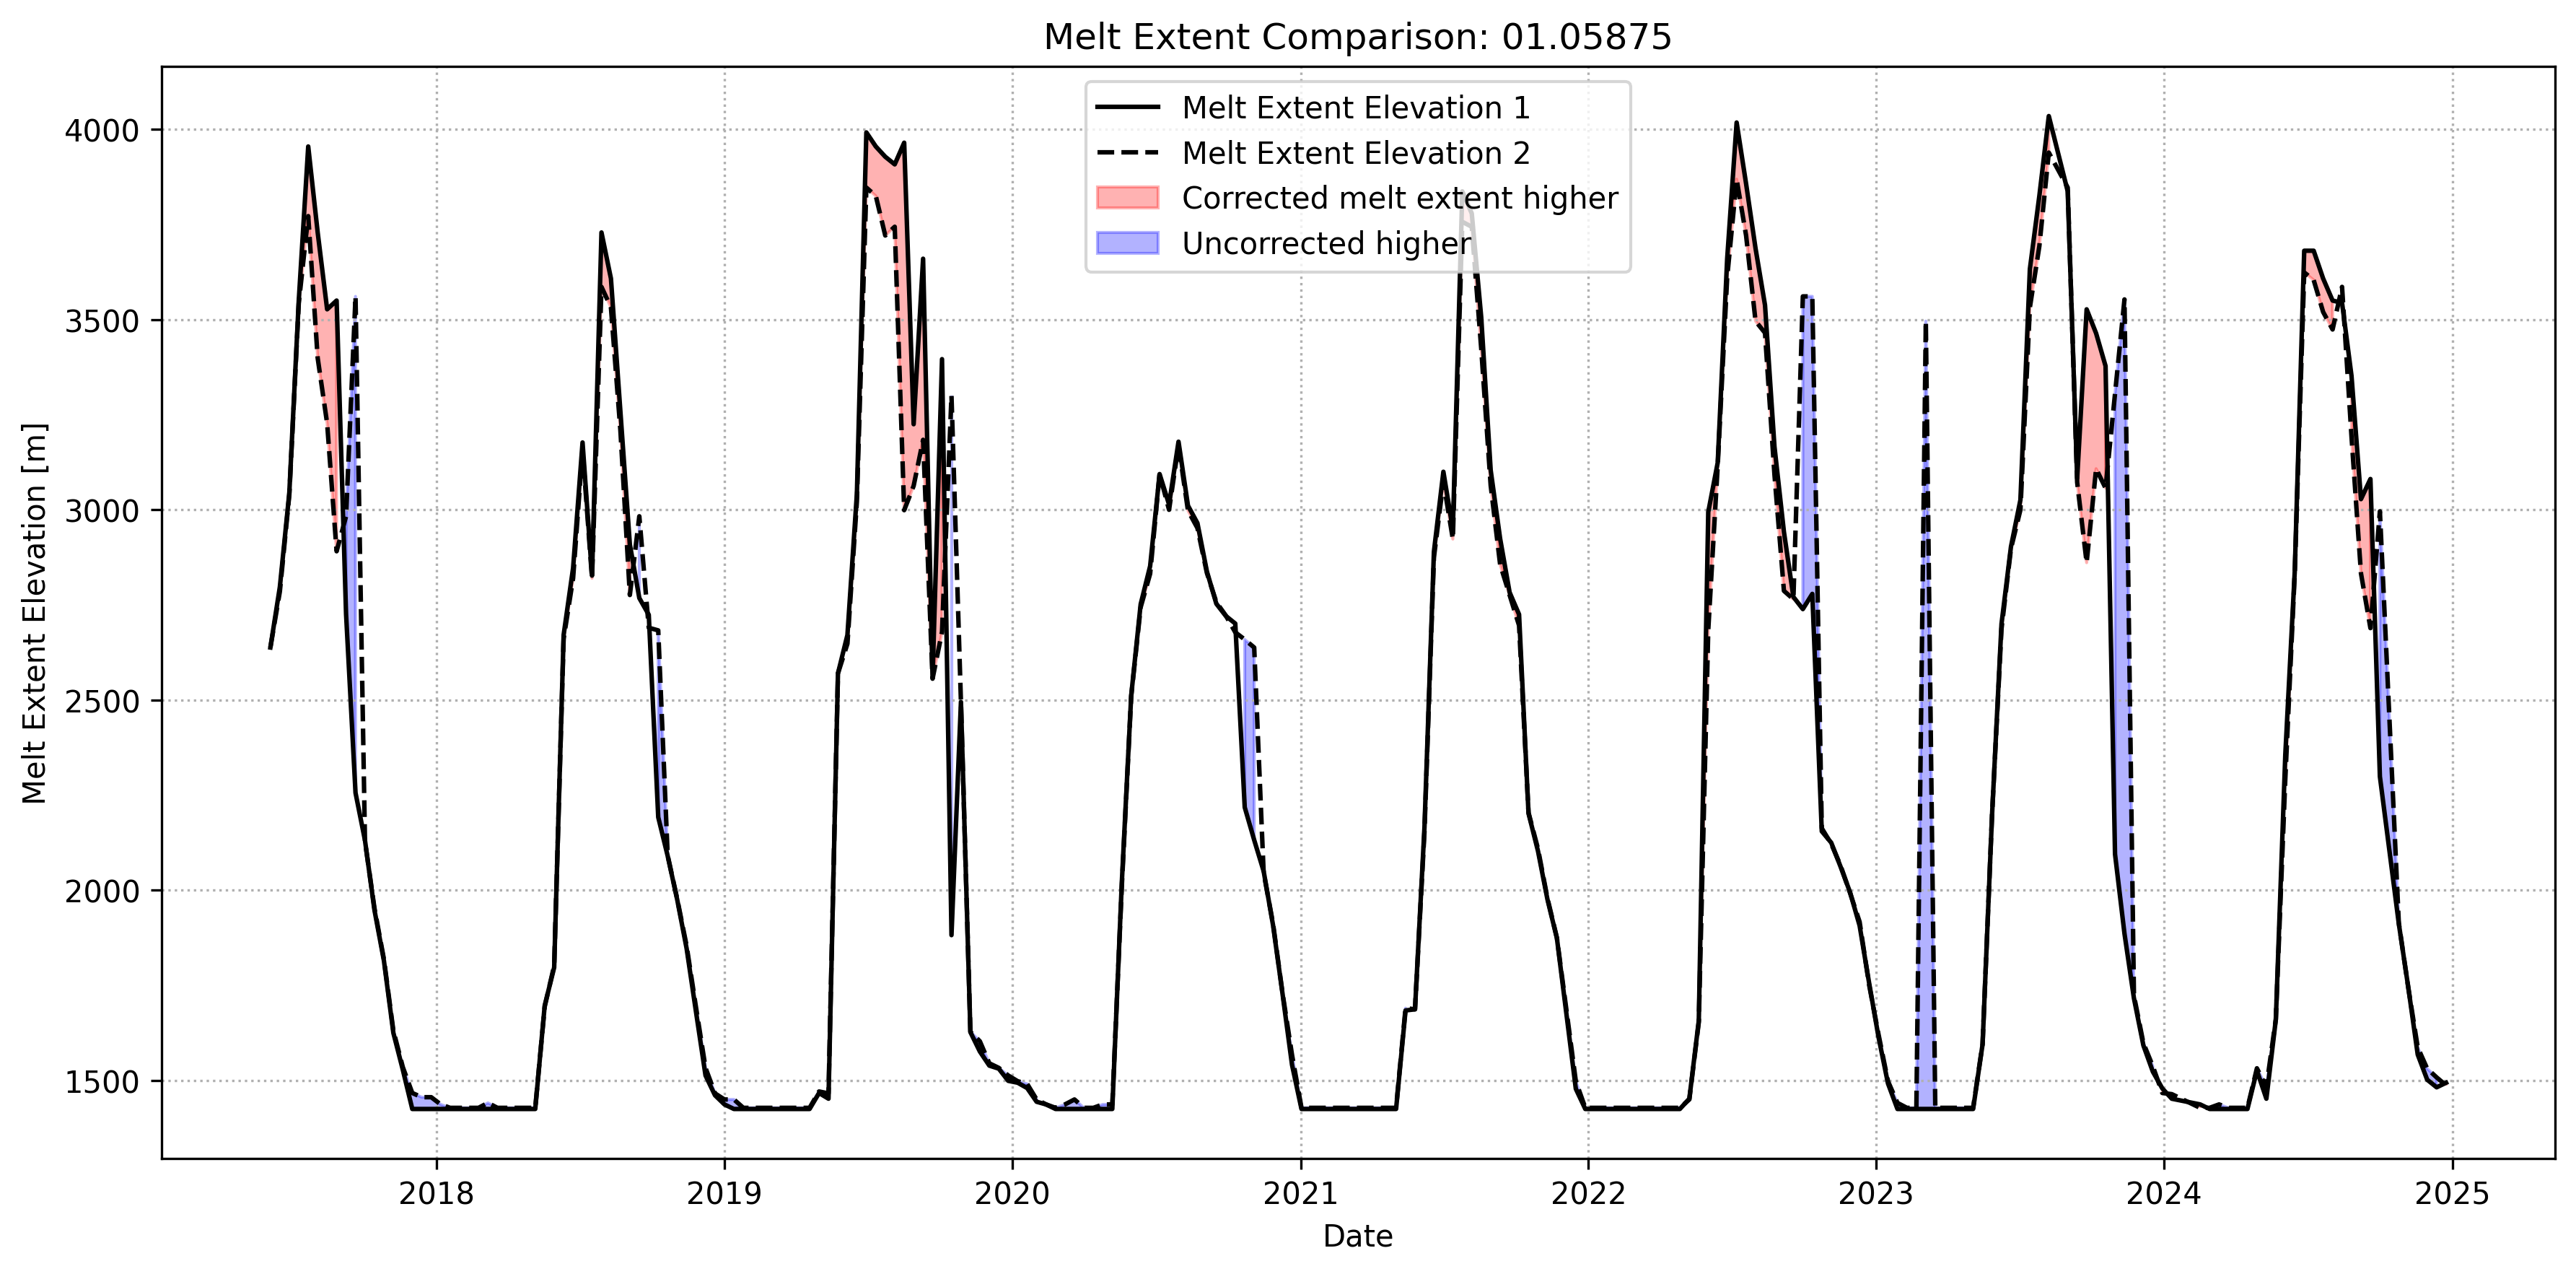 Melt Extent Comparison: 01.05875
Melt Extent Elevation 1
Melt Extent Elevation 2
Corrected melt extent higher
Uncorrected higher
Melt Extent Elevation [m]
4000
3500
3000
2500
2000
1500
2018 2019 2020 2021 2022 2023 2024 2025
Date